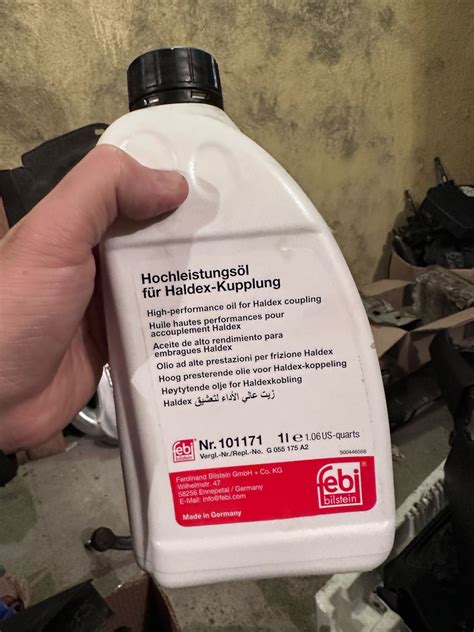 Hochleistungsöl
für Haldex-Kupplung
High-performance oil for Haldex coupling
Huile hautes performances pour
accouplement Haldex
Aceite de alto rendimiento para
embragues Haldex
Olio ad alte prestazioni per frizione Haldex
Hoog presterende olie voor Haldex-koppeling
Høytytende olje for Haldexkobling
زيت عالي الأداء لتعشيق Haldex
febi
bilstein
Nr. 101171 1l e 1.06 US-quarts
Vergl.-Nr./Repl.-No. G 055 175 A2
500446568
Ferdinand Bilstein GmbH + Co. KG
Wilhelmstr. 47
58256 Ennepetal / Germany
E-Mail: info@febi.com
Made in Germany
febi
bilstein